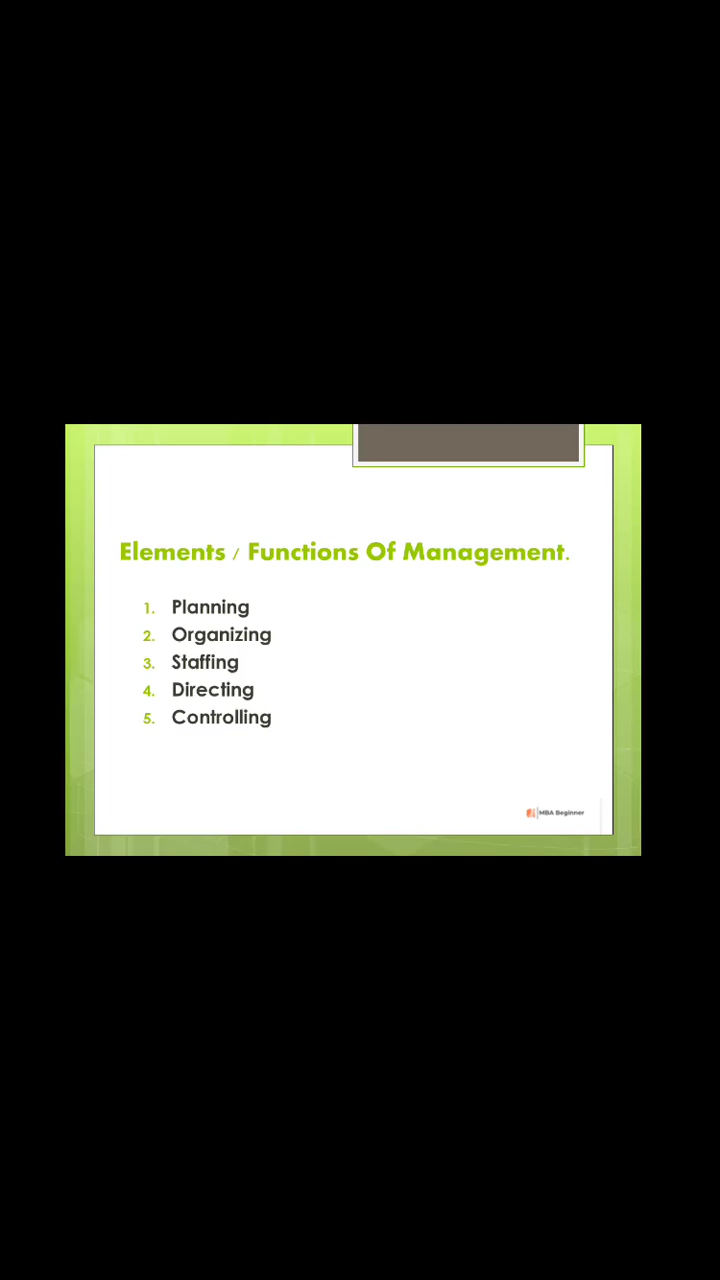 Elements / Functions Of Management.
1. Planning
2. Organizing
3. Staffing
4. Directing
5. Controlling
MBA Beginner